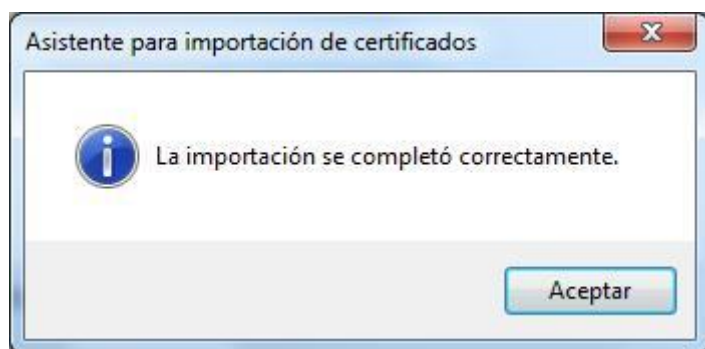 Asistente para importación de certificados
La importación se completó correctamente.
Aceptar